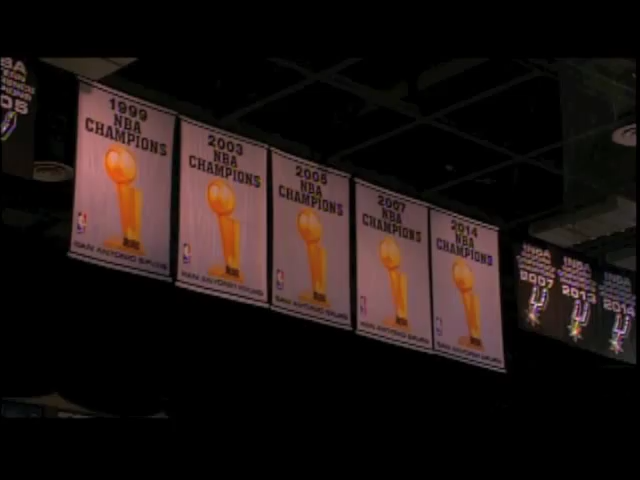 05
1999
NBA
CHAMPIONS
SAN ANTONIO SPURS
2003
NBA
CHAMPIONS
SAN ANTONIO SPURS
2005
NBA
CHAMPIONS
SAN ANTONIO SPURS
2007
NBA
CHAMPIONS
SAN ANTONIO SPURS
2014
NBA
CHAMPIONS
SAN ANTONIO SPURS
2007
2013